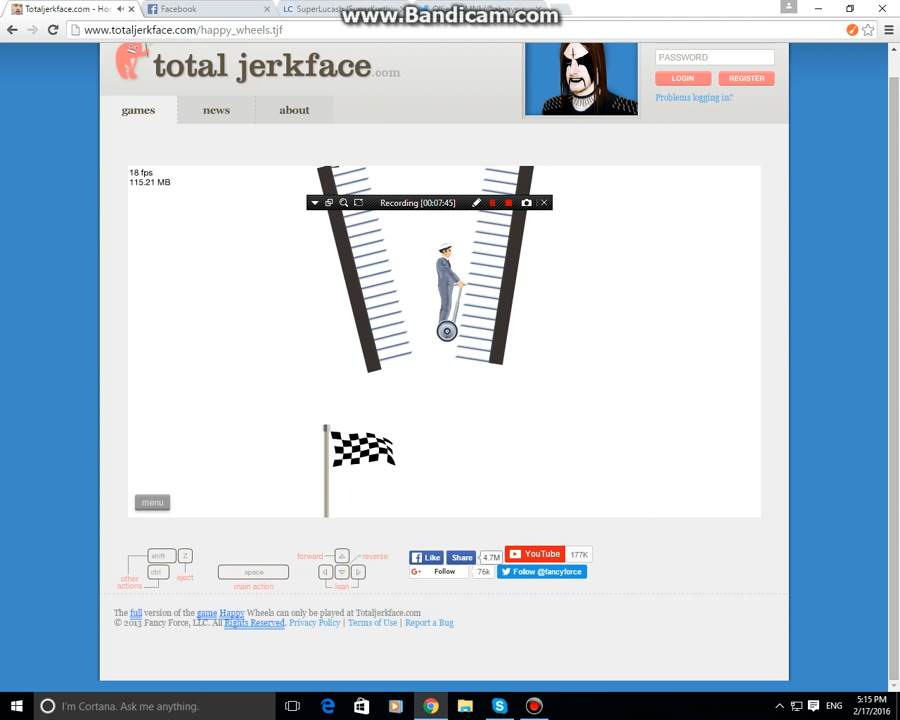 Totaljerkface.com - Ho
Facebook
LC SuperLucas
www.Bandicam.com
www.totaljerkface.com/happy_wheels.tjf
total jerkface.com
PASSWORD
LOGIN REGISTER
Problems logging in?
games news about
18 fps
115.21 MB
Recording [00:07:45]
menu
shift Z
ctrl
other
actions
eject
space
main action
forward
reverse
lean
Like Share 4.7M
YouTube 177K
G+ Follow 76k
Follow @fancyforce
The full version of the game Happy Wheels can only be played at Totaljerkface.com
© 2013 Fancy Force, LLC. All Rights Reserved. Privacy Policy | Terms of Use | Report a Bug
I'm Cortana. Ask me anything.
ENG
5:15 PM
2/17/2016